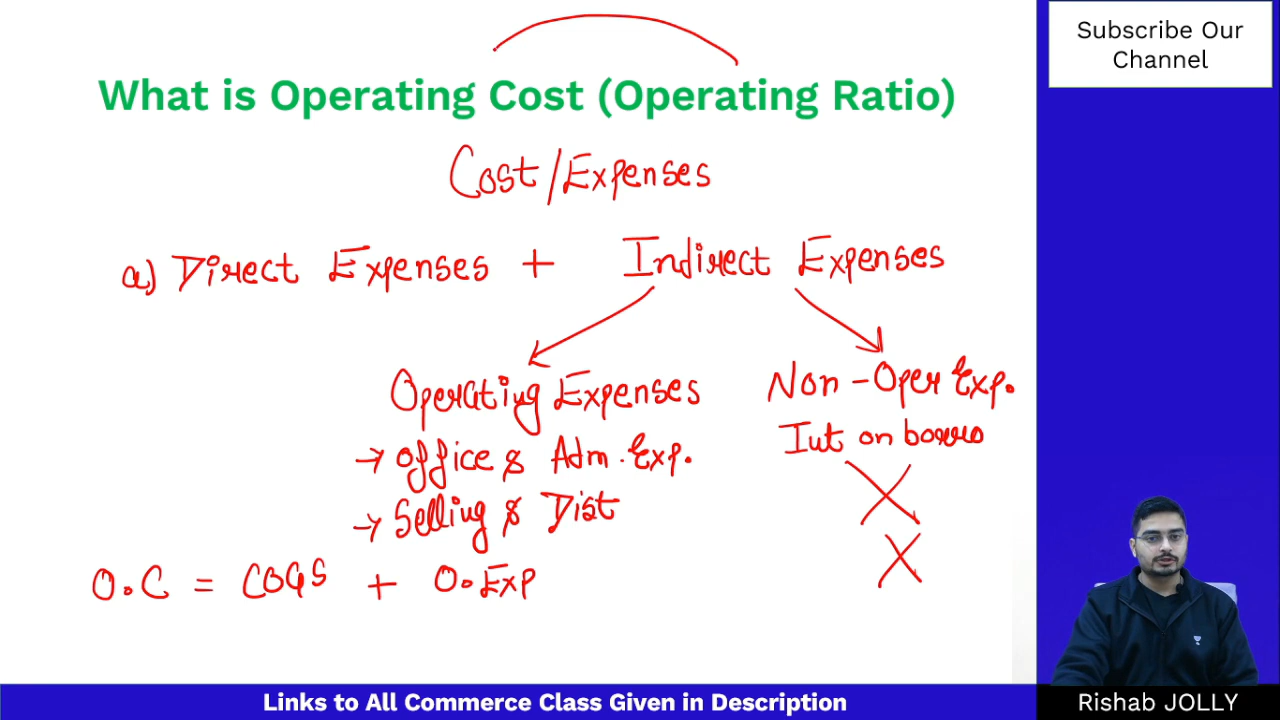 Subscribe Our
Channel
What is Operating Cost (Operating Ratio)
Cost/Expenses
a) Direct Expenses + Indirect Expenses
Operating Expenses
→ Office & Adm. Exp.
→ Selling & Dist
Non-Oper Exp.
Int on borro
O.C = COGS + O.Exp
Links to All Commerce Class Given in Description
Rishab JOLLY